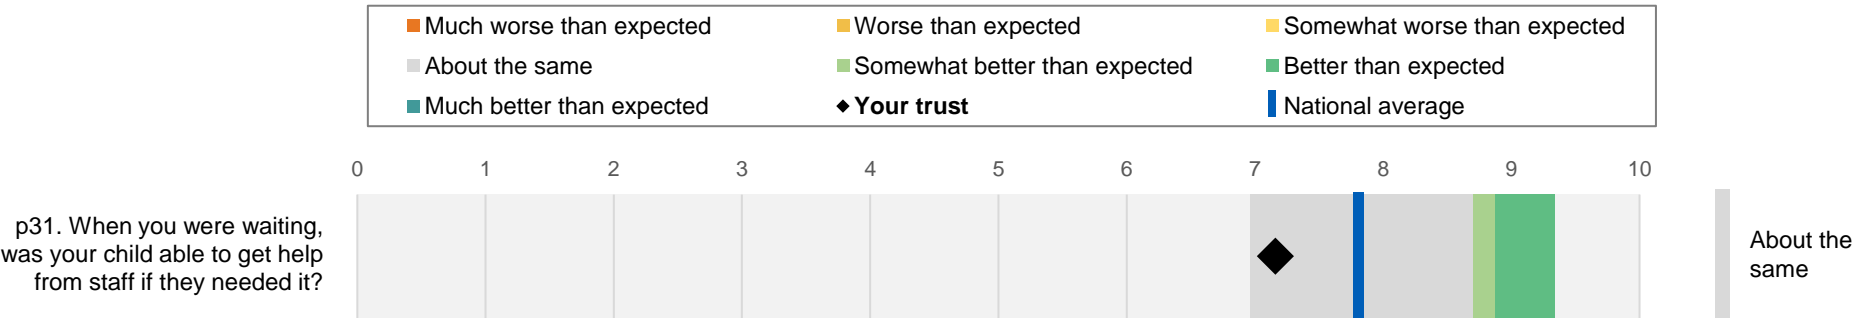 Much worse than expected
Worse than expected
Somewhat worse than expected
About the same
Somewhat better than expected
Better than expected
Much better than expected
Your trust
National average
0 1 2 3 4 5 6 7 8 9 10
p31. When you were waiting,
was your child able to get help
from staff if they needed it?
About the
same